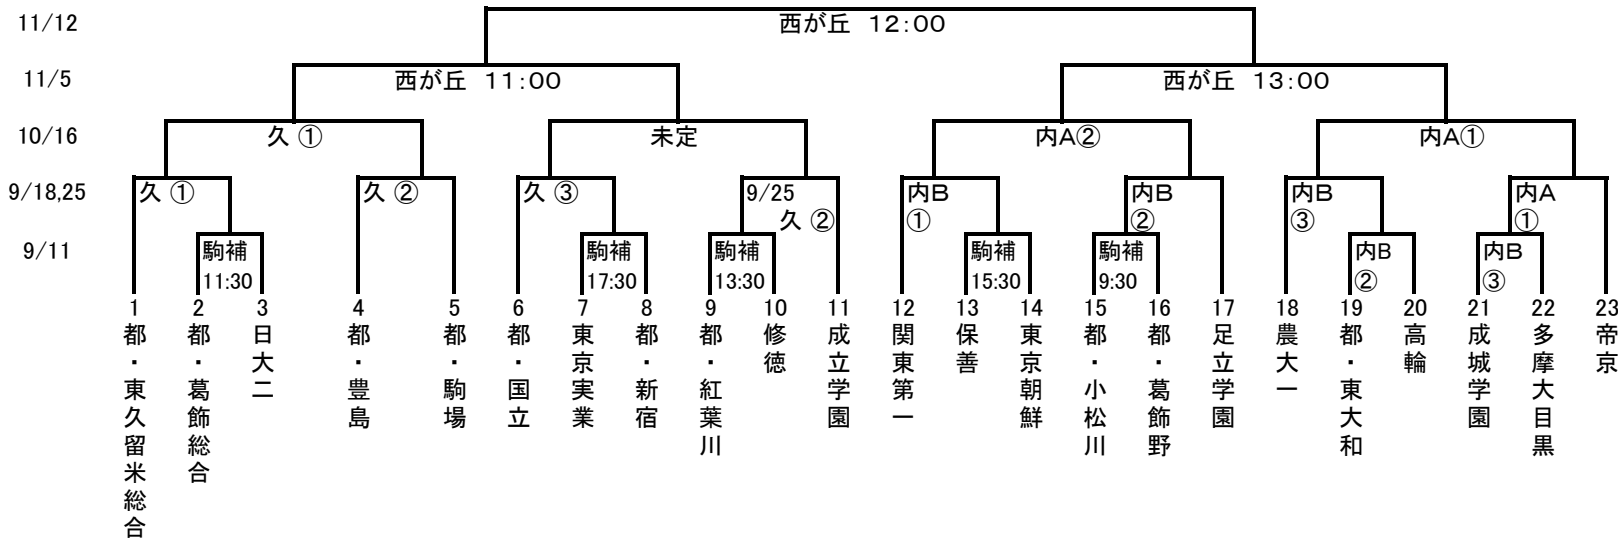 11/12
西が丘 12:00
11/5
西が丘 11:00
西が丘 13:00
10/16
久 ①
未定
内A②
内A①
9/18,25
久 ①
久 ②
久 ③
9/25
久 ②
内B
①
内B
②
内B
③
内A
①
9/11
駒補
11:30
駒補
17:30
駒補
13:30
駒補
15:30
駒補
9:30
内B
②
内B
③
1
都・東久留米総合
2
都・葛飾総合
3
日大二
4
都・豊島
5
都・駒場
6
都・国立
7
東京実業
8
都・新宿
9
都・紅葉川
10
修徳
11
成立学園
12
関東第一
13
保善
14
東京朝鮮
15
都・小松川
16
都・葛飾野
17
足立学園
18
農大一
19
都・東大和
20
高輪
21
成城学園
22
多摩大目黒
23
帝京